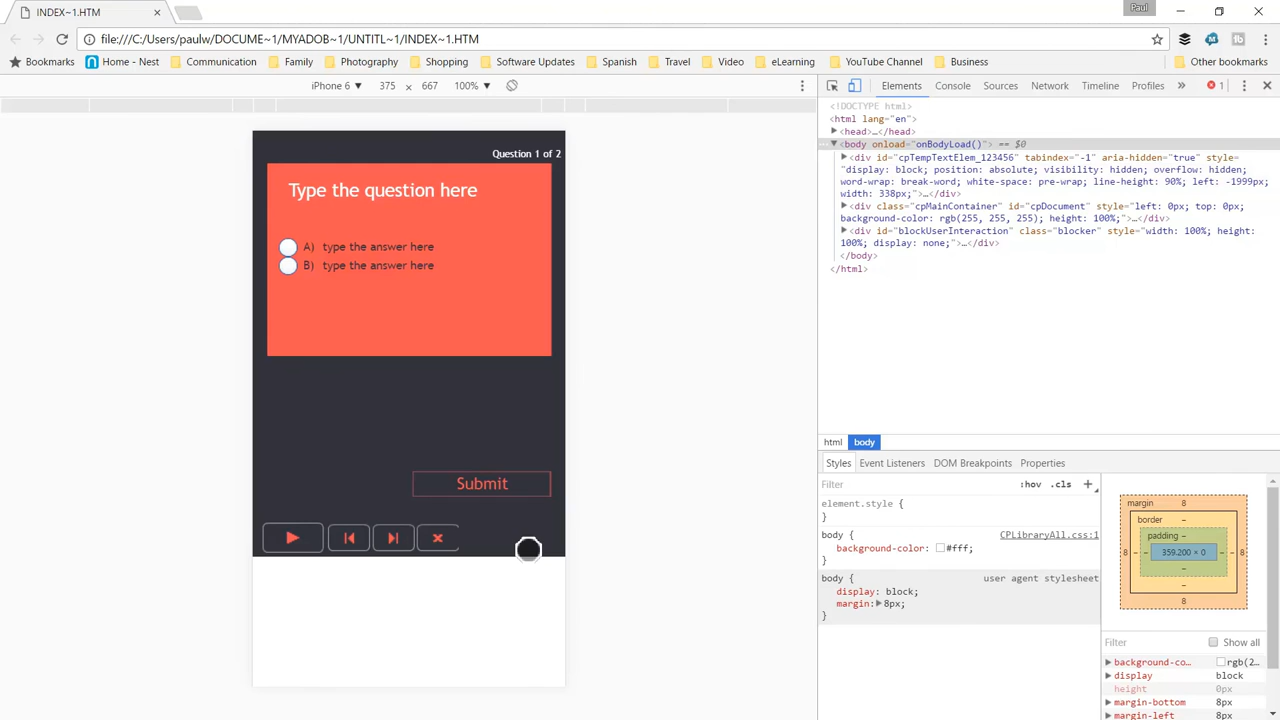 INDEX~1.HTM
Paul
file:///C:/Users/paulw/DOCUME~1/MYADOB~1/UNTITL~1/INDEX~1.HTM
Bookmarks Home - Nest Communication Family Photography Shopping Software Updates Spanish Travel Video eLearning YouTube Channel Business Other bookmarks
iPhone 6 ▼ 375 × 667 100% ▼
Elements Console Sources Network Timeline Profiles » 1
Question 1 of 2
Type the question here
A) type the answer here
B) type the answer here
Submit
<!DOCTYPE html>
<html lang="en">
<head>…</head>
<body onload="onBodyLoad()"> == $0
<div id="cpTempTextElem_123456" tabindex="-1" aria-hidden="true" style=
"display: block; position: absolute; visibility: hidden; overflow: hidden;
word-wrap: break-word; white-space: pre-wrap; line-height: 90%; left: -1999px;
width: 338px;">…</div>
<div class="cpMainContainer" id="cpDocument" style="left: 0px; top: 0px;
background-color: rgb(255, 255, 255); height: 100%;">…</div>
<div id="blockUserInteraction" class="blocker" style="width: 100%; height:
100%; display: none;">…</div>
</body>
</html>
html body
Styles Event Listeners DOM Breakpoints Properties
Filter :hov .cls +
element.style {
}
body { CPLibraryAll.css:1
background-color: #fff;
}
body { user agent stylesheet
display: block;
margin: 8px;
}
margin 8
border –
padding –
8 – – 359.200 × 0 – – 8
–
–
8
Filter Show all
background-co… rgb(2…
display block
height 0px
margin-bottom 8px
margin-left 8px